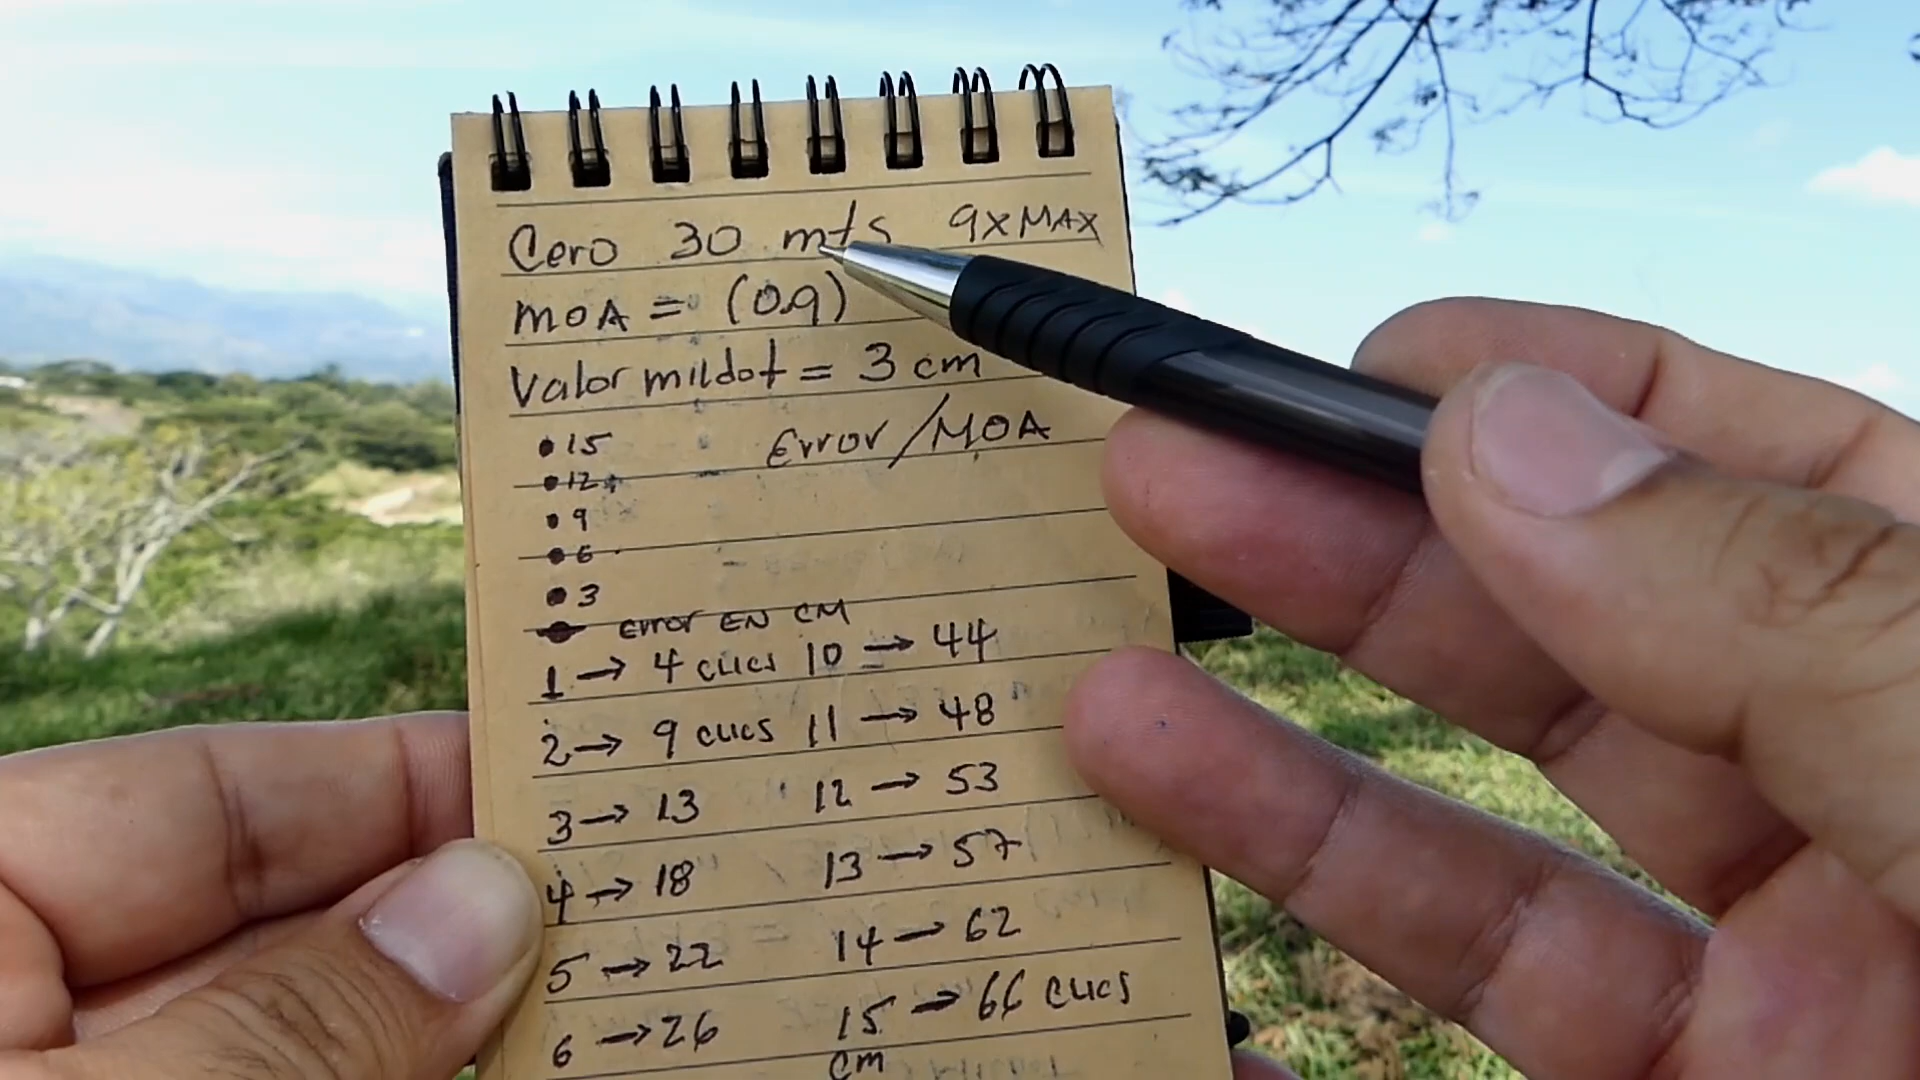 Cero 30 mts 9XMAX
MOA = (0.9)
Valor mildot = 3 cm
• 15 Error/MOA
• 12
• 9
• 6
• 3
error EN CM
1 → 4 clics 10 → 44
2 → 9 clics 11 → 48
3 → 13 12 → 53
4 → 18 13 → 57
5 → 22 14 → 62
6 → 26 15 → 66 clics
cm